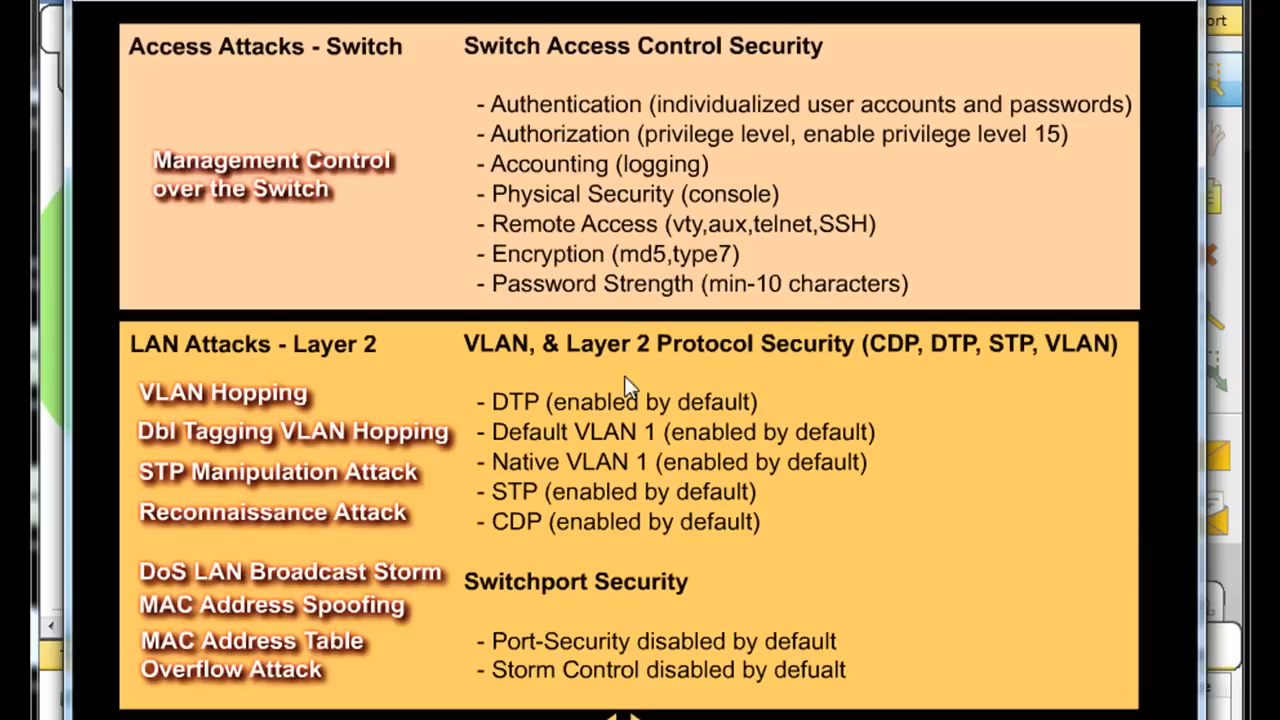 ort
Access Attacks - Switch
Switch Access Control Security
- Authentication (individualized user accounts and passwords)
- Authorization (privilege level, enable privilege level 15)
Management Control
over the Switch
- Accounting (logging)
- Physical Security (console)
- Remote Access (vty,aux,telnet,SSH)
- Encryption (md5,type7)
- Password Strength (min-10 characters)
LAN Attacks - Layer 2
VLAN, & Layer 2 Protocol Security (CDP, DTP, STP, VLAN)
VLAN Hopping
Dbl Tagging VLAN Hopping
STP Manipulation Attack
Reconnaissance Attack
- DTP (enabled by default)
- Default VLAN 1 (enabled by default)
- Native VLAN 1 (enabled by default)
- STP (enabled by default)
- CDP (enabled by default)
DoS LAN Broadcast Storm
MAC Address Spoofing
MAC Address Table
Overflow Attack
Switchport Security
- Port-Security disabled by default
- Storm Control disabled by defualt